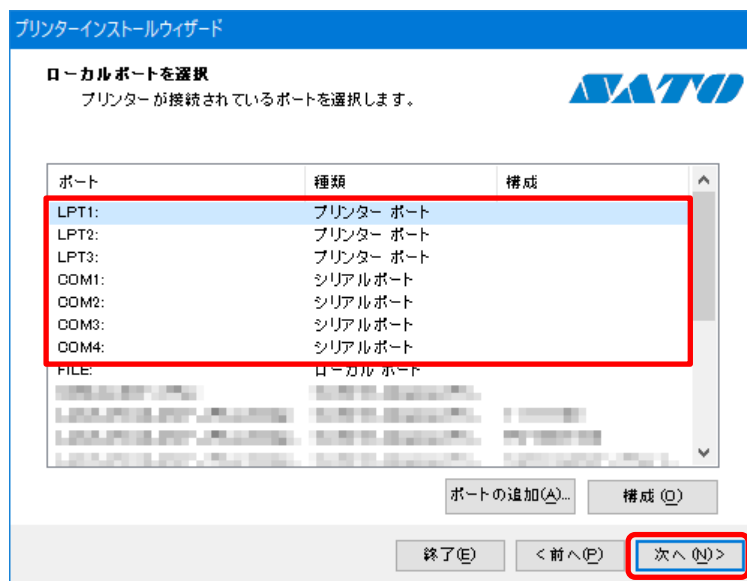 プリンターインストールウィザード
ローカルポートを選択
プリンターが接続されているポートを選択します。
SATO
ポート 種類 構成
LPT1: プリンター ポート
LPT2: プリンター ポート
LPT3: プリンター ポート
COM1: シリアルポート
COM2: シリアルポート
COM3: シリアルポート
COM4: シリアルポート
FILE: ローカル ポート
ポートの追加(A)... 構成(O)
終了(E) <前へ(P) 次へ(N)>